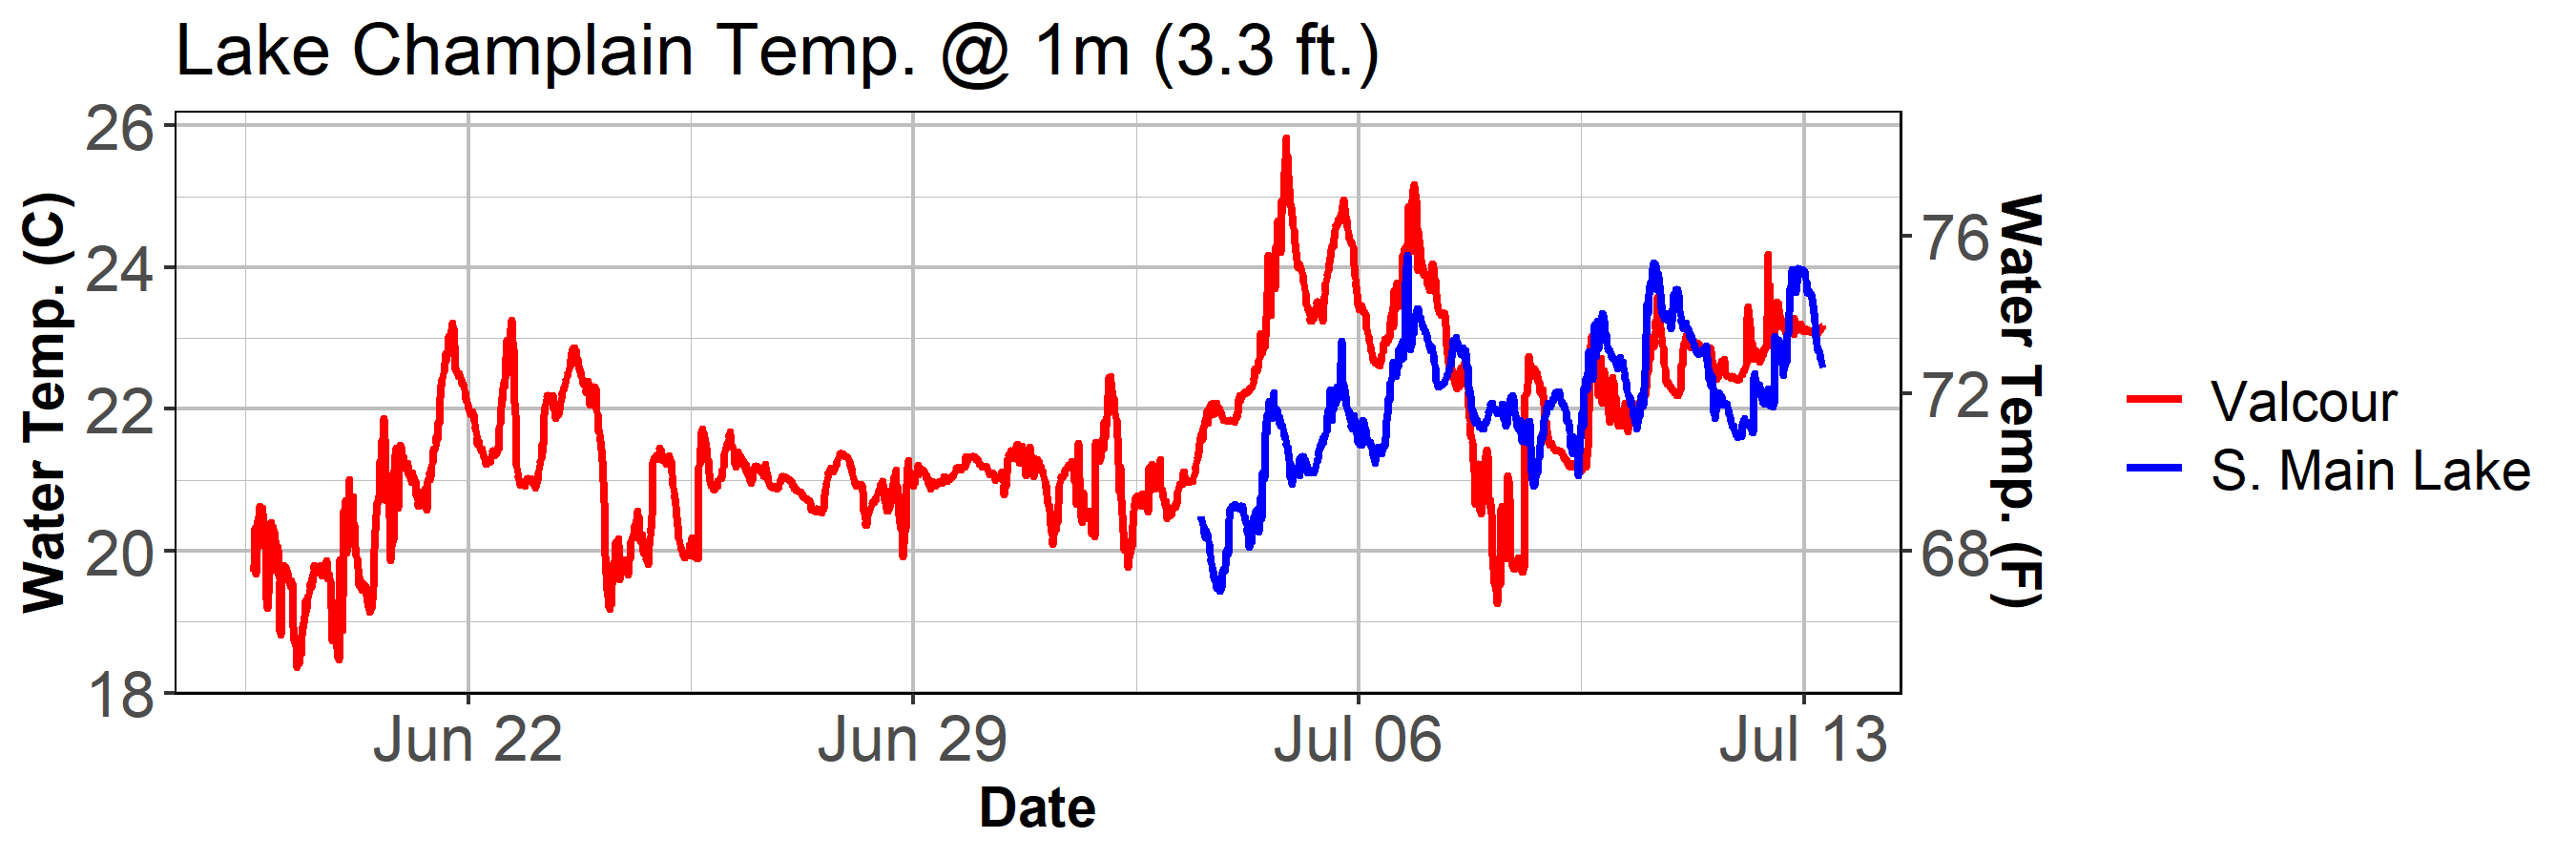 Lake Champlain Temp. @ 1m (3.3 ft.)
Water Temp. (C)
26
24
22
20
18
76
72
68
Water Temp. (F)
Jun 22
Jun 29
Jul 06
Jul 13
Date
Valcour
S. Main Lake